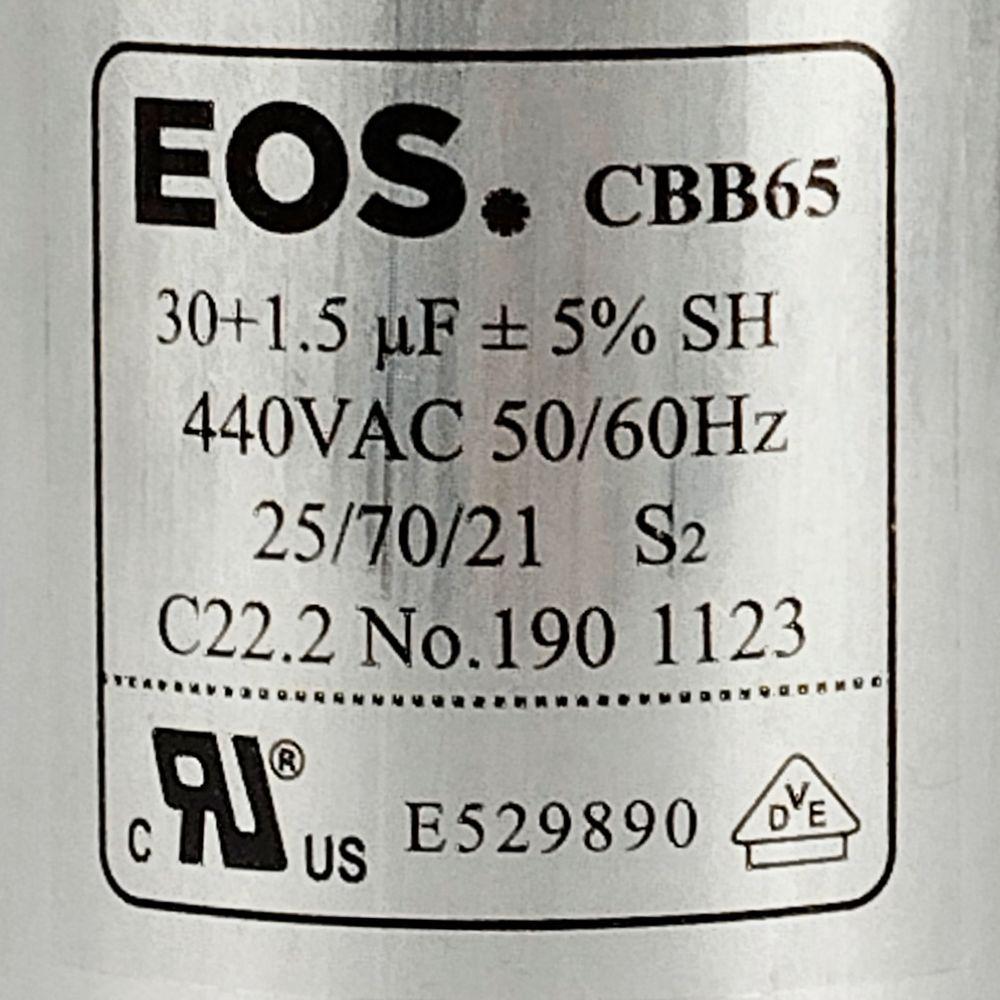 EOS. CBB65
30+1.5 µF ± 5% SH
440VAC 50/60Hz
25/70/21 S2
C22.2 No.190 1123
C RU® US E529890 DVE